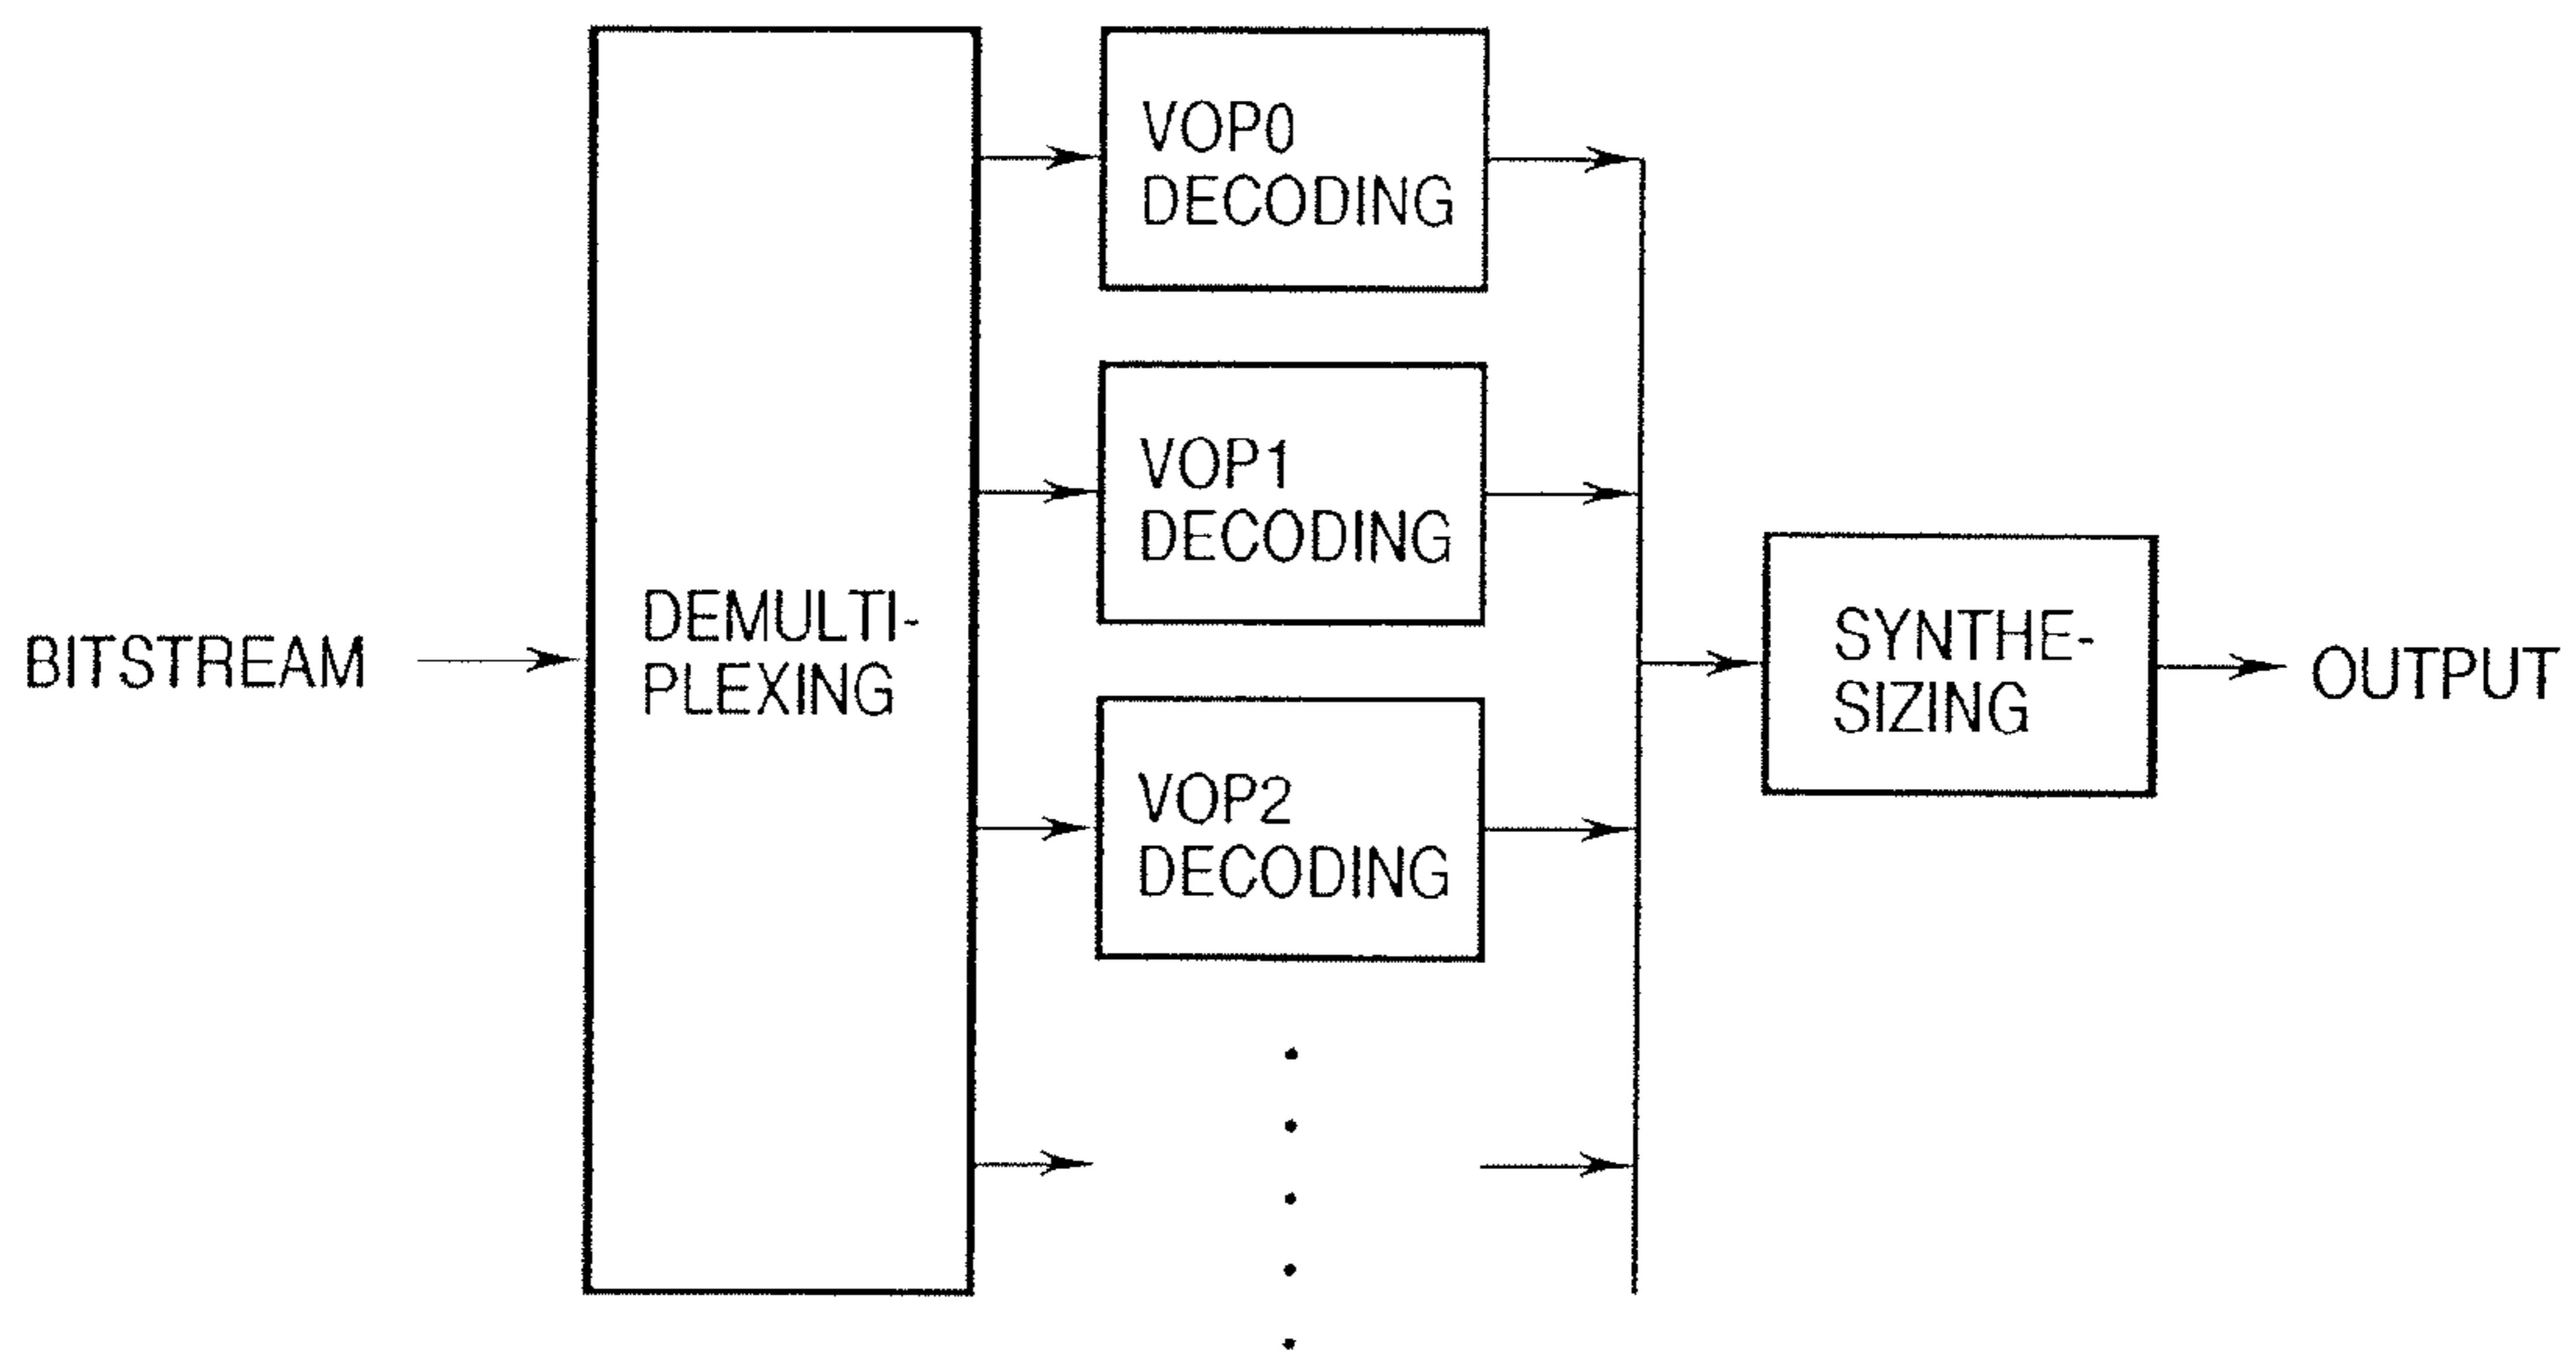 BITSTREAM
DEMULTI-
PLEXING
VOP0
DECODING
VOP1
DECODING
VOP2
DECODING
SYNTHE-
SIZING
OUTPUT